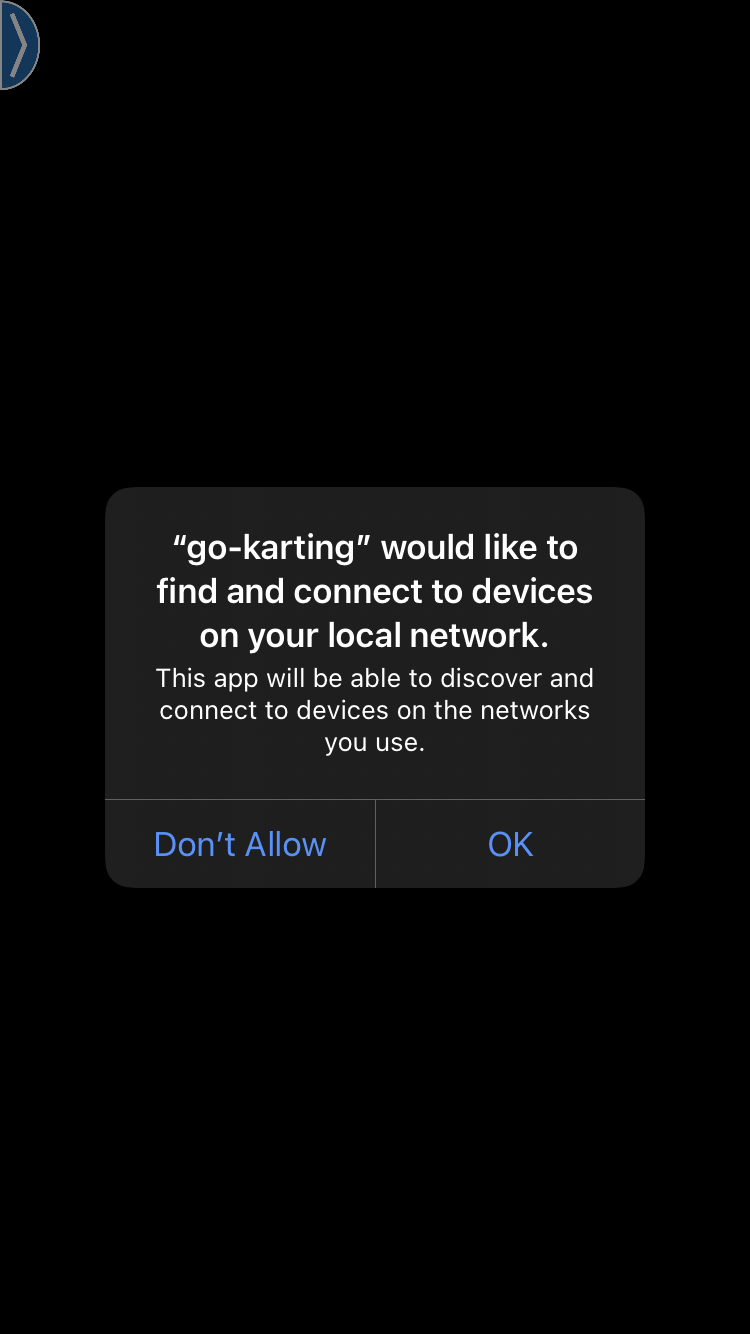 “go-karting” would like to
find and connect to devices
on your local network.
This app will be able to discover and
connect to devices on the networks
you use.
Don’t Allow
OK